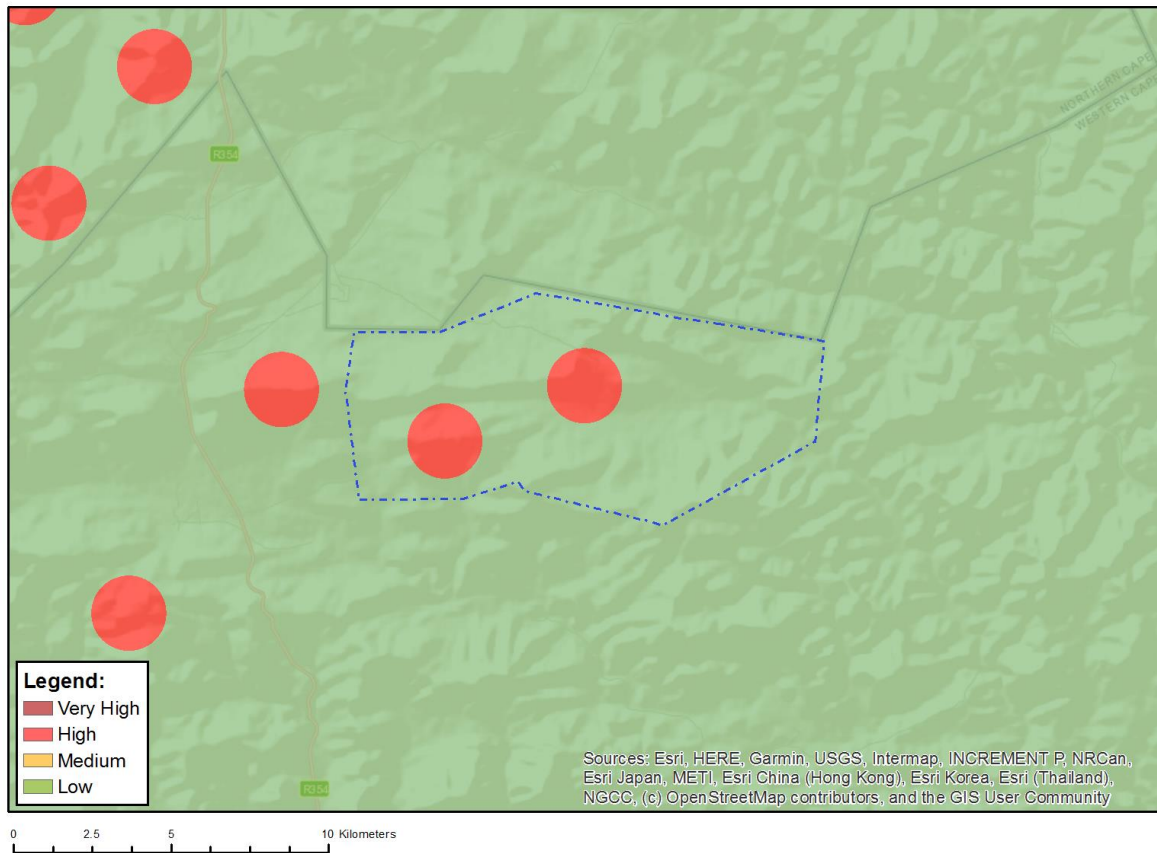 NORTHERN CAPE
WESTERN CAPE
R354
Legend:
Very High
High
Medium
Low
R354
Sources: Esri, HERE, Garmin, USGS, Intermap, INCREMENT P, NRCan,
Esri Japan, METI, Esri China (Hong Kong), Esri Korea, Esri (Thailand),
NGCC, (c) OpenStreetMap contributors, and the GIS User Community
0 2.5 5 10 Kilometers